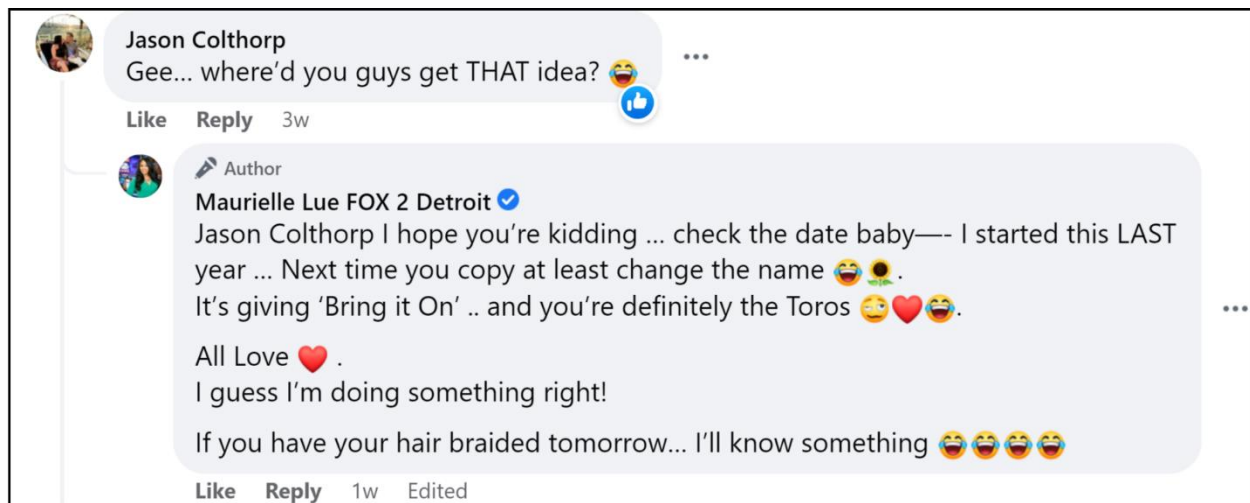 Jason Colthorp
Gee... where'd you guys get THAT idea? 😂
Like Reply 3w
Author
Maurielle Lue FOX 2 Detroit
Jason Colthorp I hope you're kidding ... check the date baby—-- I started this LAST
year ... Next time you copy at least change the name 😂🌻.
It's giving 'Bring it On' .. and you're definitely the Toros 🙄❤️😂.
All Love ❤️ .
I guess I'm doing something right!
If you have your hair braided tomorrow... I'll know something 😂😂😂😂
Like Reply 1w Edited